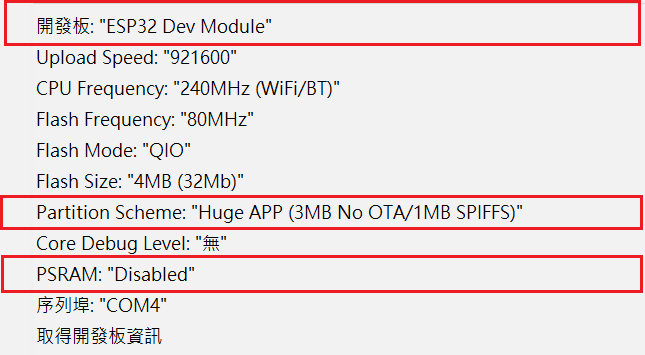 開發板: "ESP32 Dev Module"
Upload Speed: "921600"
CPU Frequency: "240MHz (WiFi/BT)"
Flash Frequency: "80MHz"
Flash Mode: "QIO"
Flash Size: "4MB (32Mb)"
Partition Scheme: "Huge APP (3MB No OTA/1MB SPIFFS)"
Core Debug Level: "無"
PSRAM: "Disabled"
序列埠: "COM4"
取得開發板資訊